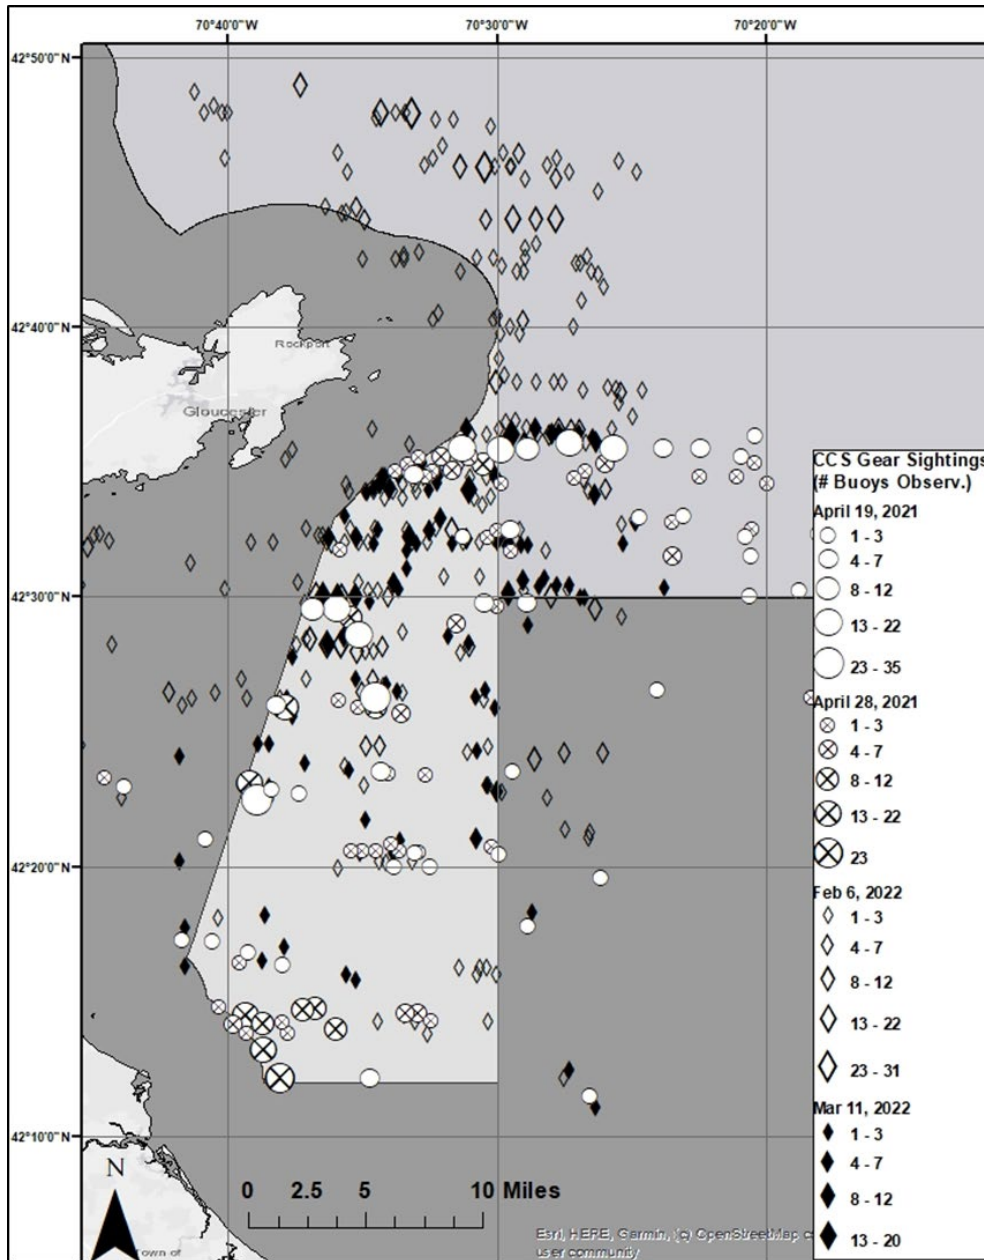 70°40'0"W 70°30'0"W 70°20'0"W
42°50'0"N
42°40'0"N
Rockport
Gloucester
CCS Gear Sightings
(# Buoys Observ.)
April 19, 2021
1 - 3
4 - 7
8 - 12
13 - 22
23 - 35
42°30'0"N
April 28, 2021
1 - 3
4 - 7
8 - 12
13 - 22
23
42°20'0"N
Feb 6, 2022
1 - 3
4 - 7
8 - 12
13 - 22
23 - 31
Mar 11, 2022
1 - 3
4 - 7
8 - 12
13 - 20
42°10'0"N
N
0 2.5 5 10 Miles
Town of
Esri, HERE, Garmin, (c) OpenStreetMap
user community